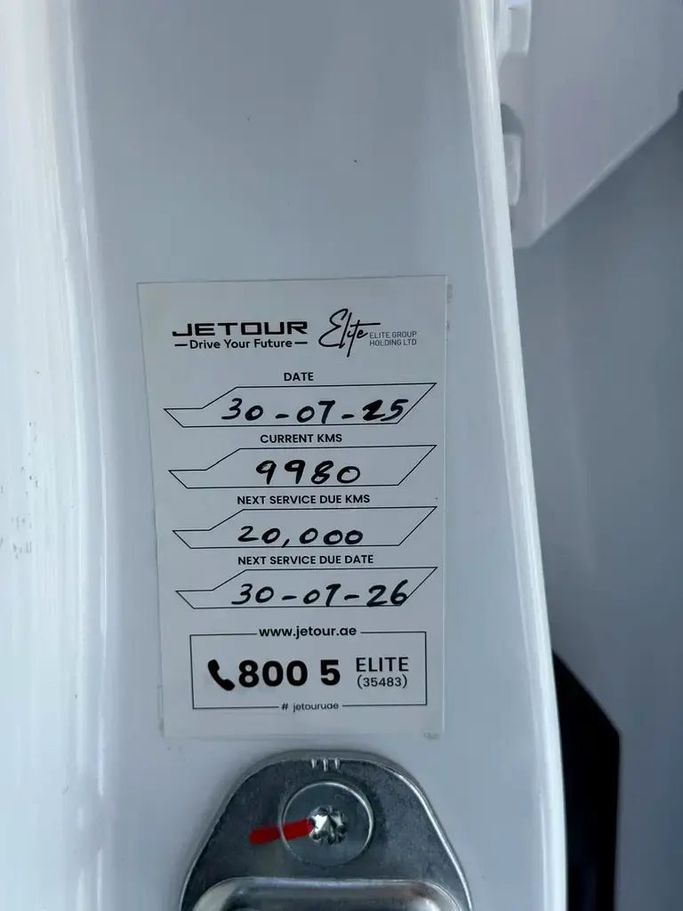 JETOUR Elite ELITE GROUP
Drive Your Future HOLDING LTD
DATE
30-07-25
CURRENT KMS
9980
NEXT SERVICE DUE KMS
20,000
NEXT SERVICE DUE DATE
30-07-26
www.jetour.ae
800 5 ELITE
(35483)
# jetouruae